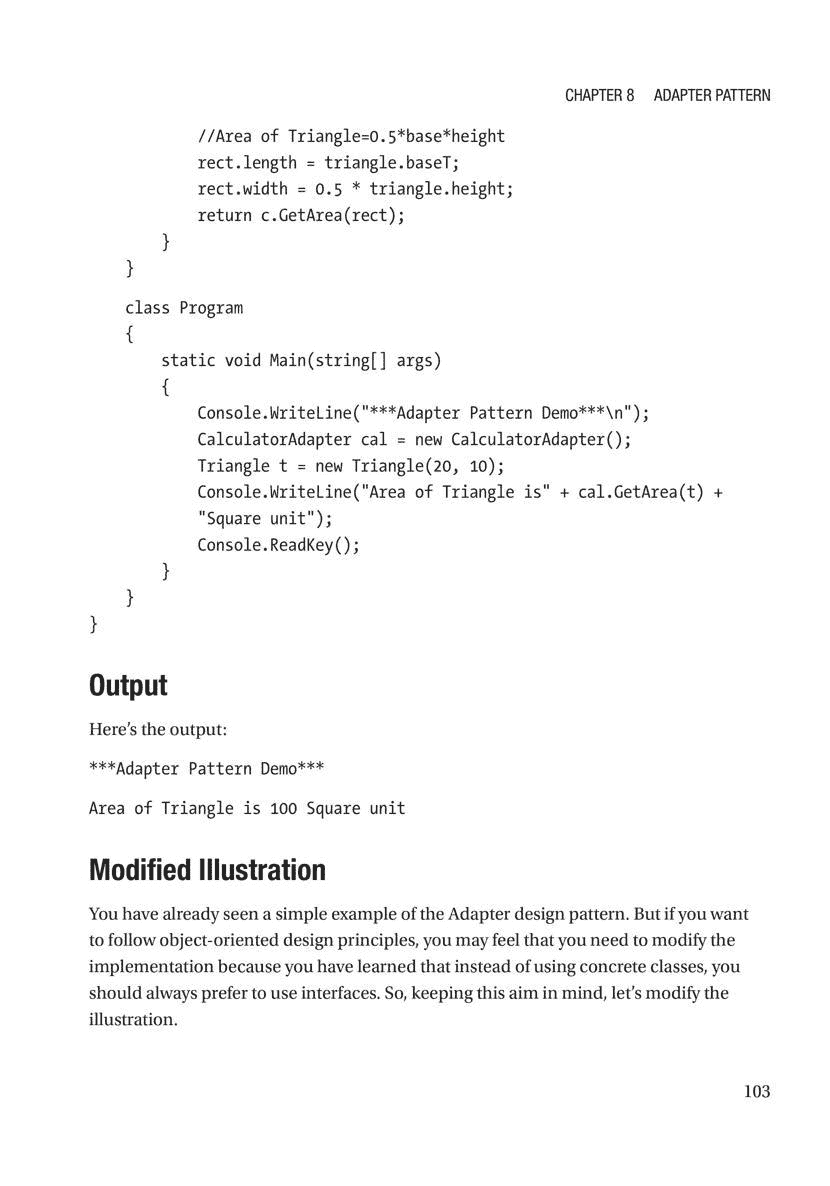 CHAPTER 8 ADAPTER PATTERN
//Area of Triangle=0.5*base*height
rect.length = triangle.baseT;
rect.width = 0.5 * triangle.height;
return c.GetArea(rect);
}
}
class Program
{
static void Main(string[] args)
{
Console.WriteLine("***Adapter Pattern Demo***\n");
CalculatorAdapter cal = new CalculatorAdapter();
Triangle t = new Triangle(20, 10);
Console.WriteLine("Area of Triangle is" + cal.GetArea(t) +
"Square unit");
Console.ReadKey();
}
}
}
Output
Here’s the output:
***Adapter Pattern Demo***
Area of Triangle is 100 Square unit
Modified Illustration
You have already seen a simple example of the Adapter design pattern. But if you want
to follow object-oriented design principles, you may feel that you need to modify the
implementation because you have learned that instead of using concrete classes, you
should always prefer to use interfaces. So, keeping this aim in mind, let’s modify the
illustration.
103